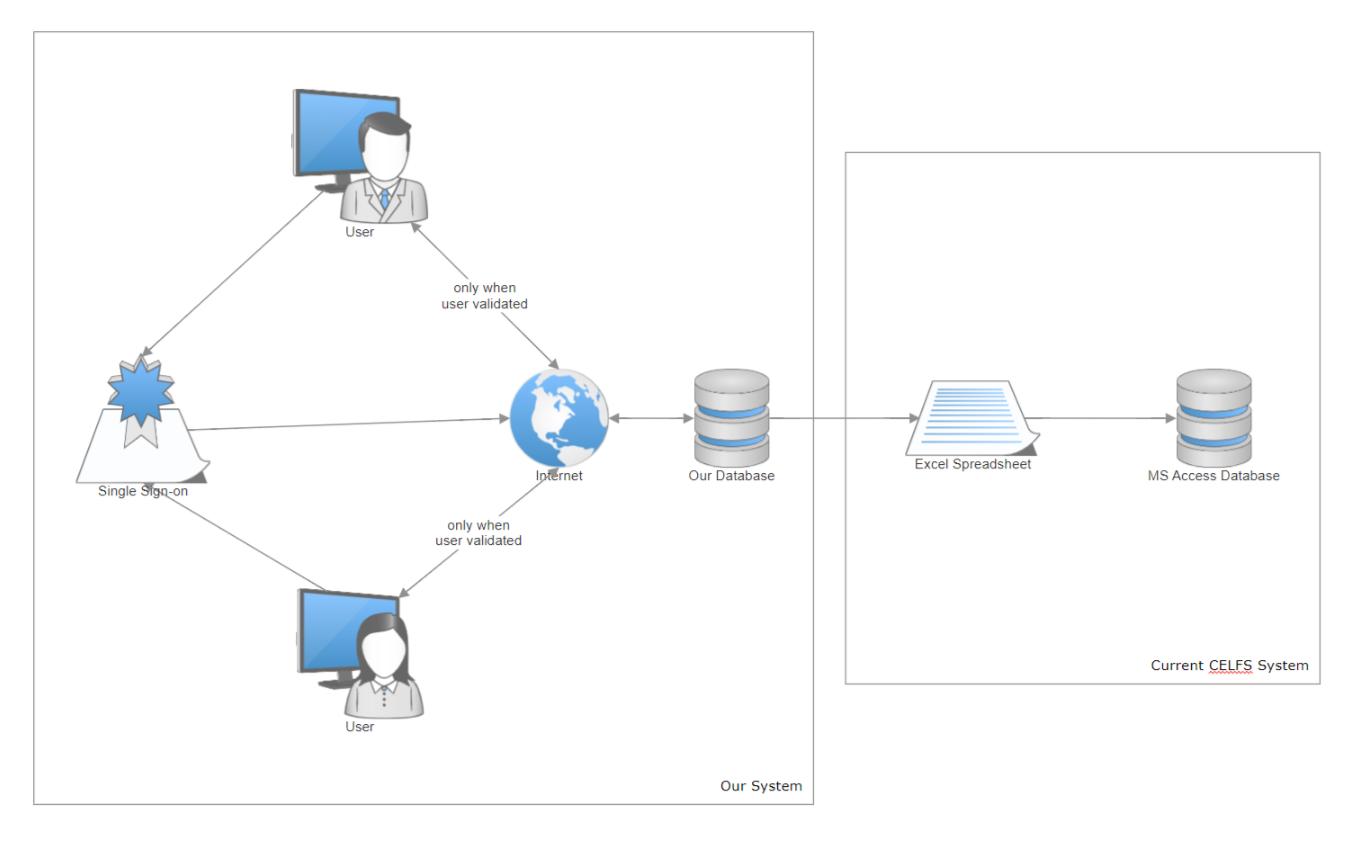 User
only when
user validated
Single Sign-on
Internet
Our Database
Excel Spreadsheet
MS Access Database
only when
user validated
User
Current CELFS System
Our System